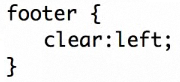 footer {
   clear:left;
}